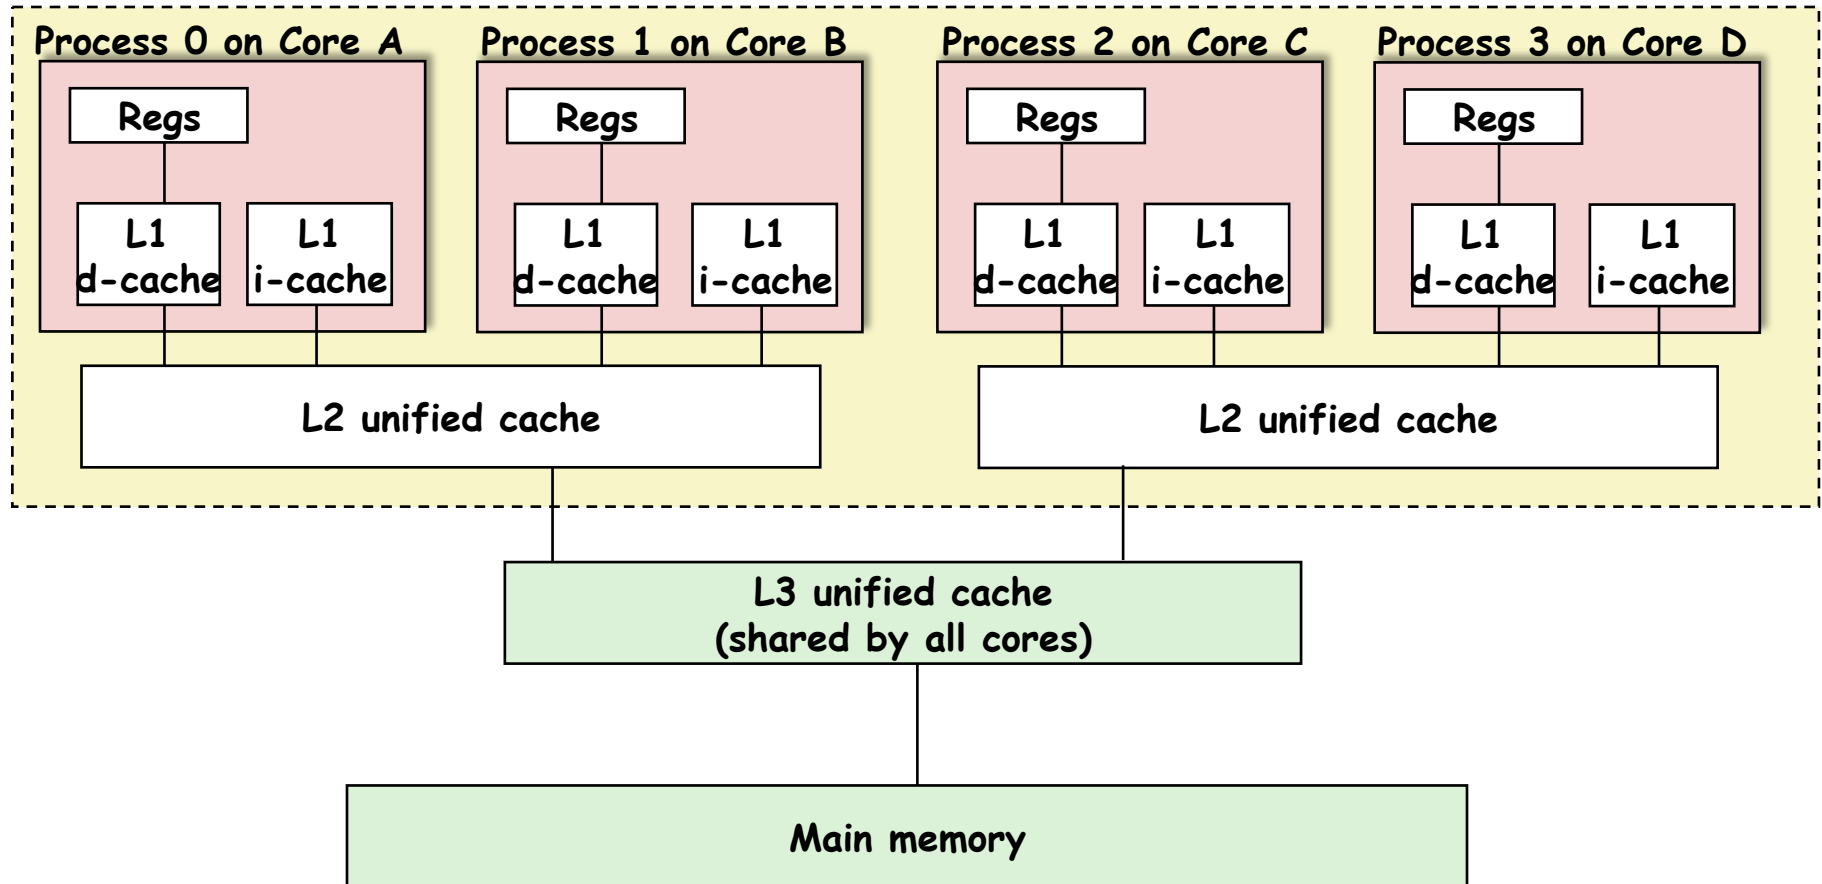 Process 0 on Core A
Process 1 on Core B
Process 2 on Core C
Process 3 on Core D
Regs
Regs
Regs
Regs
L1
d-cache
L1
i-cache
L1
d-cache
L1
i-cache
L1
d-cache
L1
i-cache
L1
d-cache
L1
i-cache
L2 unified cache
L2 unified cache
L3 unified cache
(shared by all cores)
Main memory